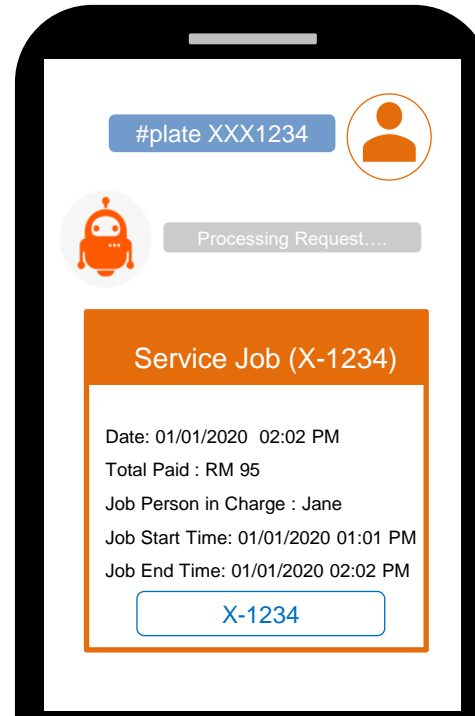 #plate XXX1234
Processing Request....
Service Job (X-1234)
Date: 01/01/2020  02:02 PM
Total Paid : RM 95
Job Person in Charge : Jane
Job Start Time: 01/01/2020 01:01 PM
Job End Time: 01/01/2020 02:02 PM
X-1234